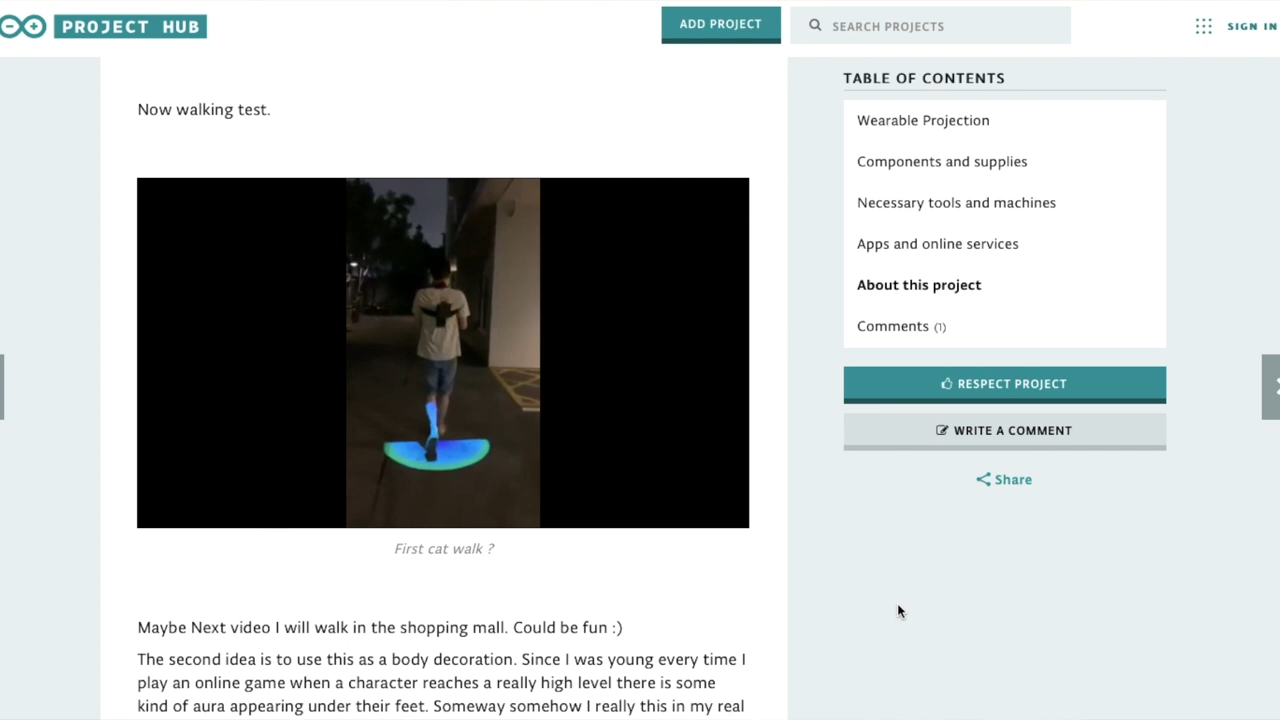 PROJECT HUB
ADD PROJECT
SEARCH PROJECTS
SIGN IN
Now walking test.
First cat walk ?
Maybe Next video I will walk in the shopping mall. Could be fun :)
The second idea is to use this as a body decoration. Since I was young every time I
play an online game when a character reaches a really high level there is some
kind of aura appearing under their feet. Someway somehow I really this in my real
TABLE OF CONTENTS
Wearable Projection
Components and supplies
Necessary tools and machines
Apps and online services
About this project
Comments (1)
RESPECT PROJECT
WRITE A COMMENT
Share